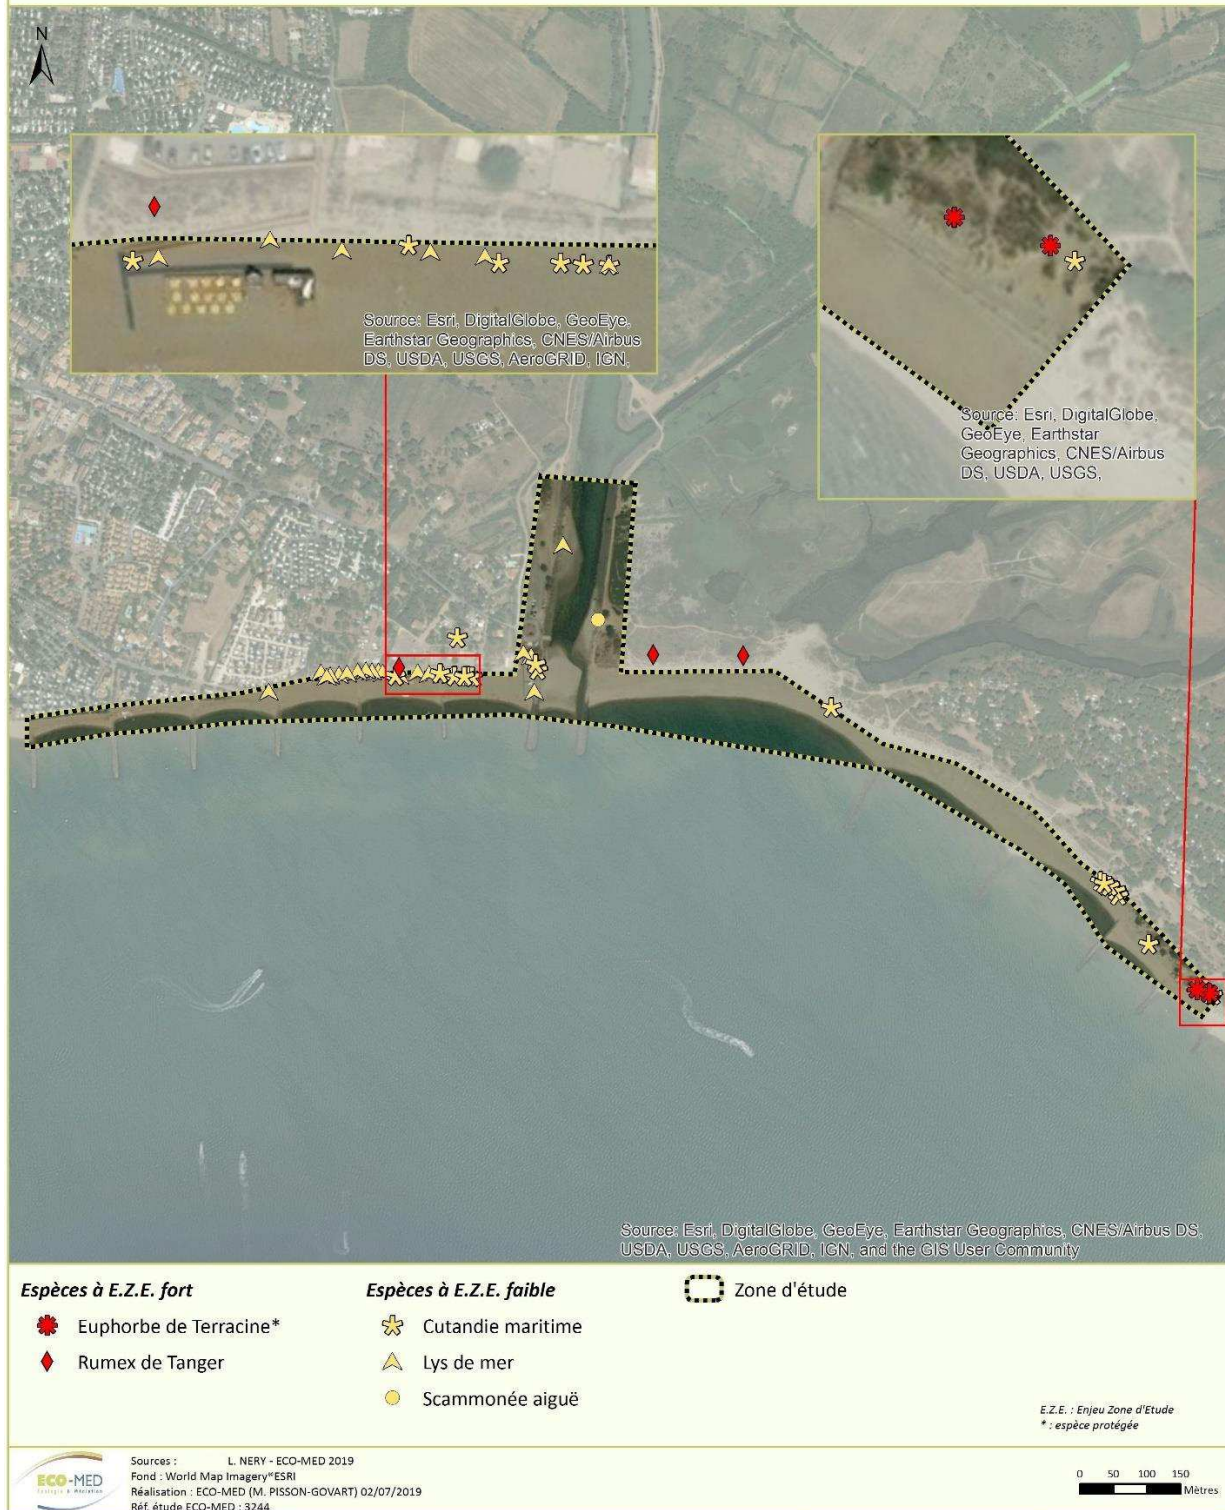 N
Source: Esri, DigitalGlobe, GeoEye,
Earthstar Geographics, CNES/Airbus
DS, USDA, USGS, AeroGRID, IGN,
Source: Esri, DigitalGlobe,
GeoEye, Earthstar
Geographics, CNES/Airbus
DS, USDA, USGS,
Source: Esri, DigitalGlobe, GeoEye, Earthstar Geographics, CNES/Airbus DS,
USDA, USGS, AeroGRID, IGN, and the GIS User Community
Espèces à E.Z.E. fort
Euphorbe de Terracine*
Rumex de Tanger
Espèces à E.Z.E. faible
Cutandie maritime
Lys de mer
Scammonée aiguë
Zone d'étude
E.Z.E. : Enjeu Zone d'Etude
* : espèce protégée
ECO-MED
Ecologie & Médiation
Sources : L. NERY - ECO-MED 2019
Fond : World Map Imagery"ESRI
Réalisation : ECO-MED (M. PISSON-GOVART) 02/07/2019
Réf. étude ECO-MED : 3244
0 50 100 150
Mètres